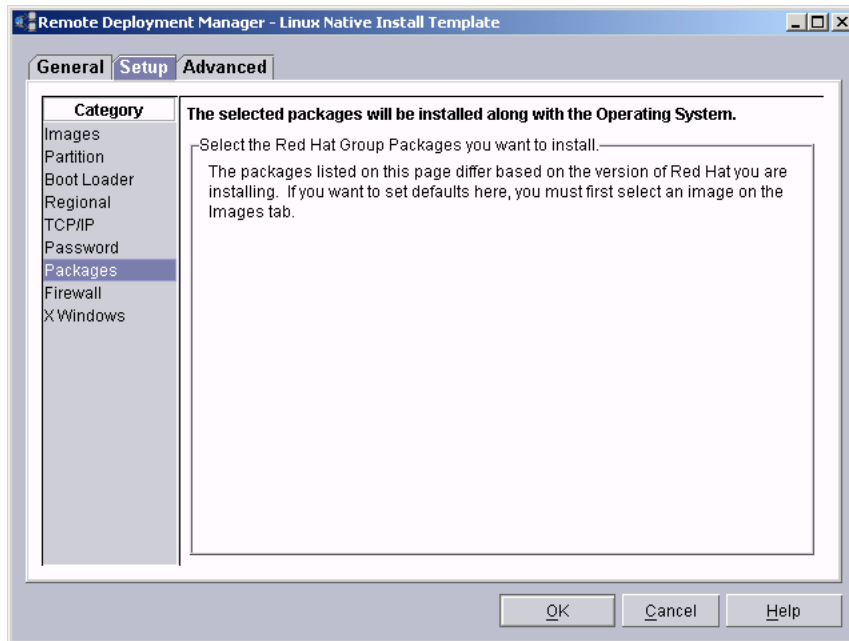 Remote Deployment Manager - Linux Native Install Template
General Setup Advanced
Category
Images
Partition
Boot Loader
Regional
TCP/IP
Password
Packages
Firewall
X Windows
The selected packages will be installed along with the Operating System.
Select the Red Hat Group Packages you want to install.
The packages listed on this page differ based on the version of Red Hat you are
installing. If you want to set defaults here, you must first select an image on the
Images tab.
OK Cancel Help